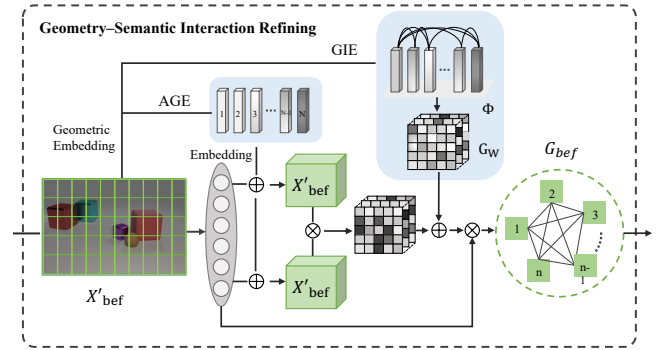 Geometry–Semantic Interaction Refining
GIE
AGE
1 2 3 ... N-1 N
...
Φ
G_W
Geometric
Embedding
Embedding
X'_bef
X'_bef
X'_bef
G_bef
1
2
3
n
n-1